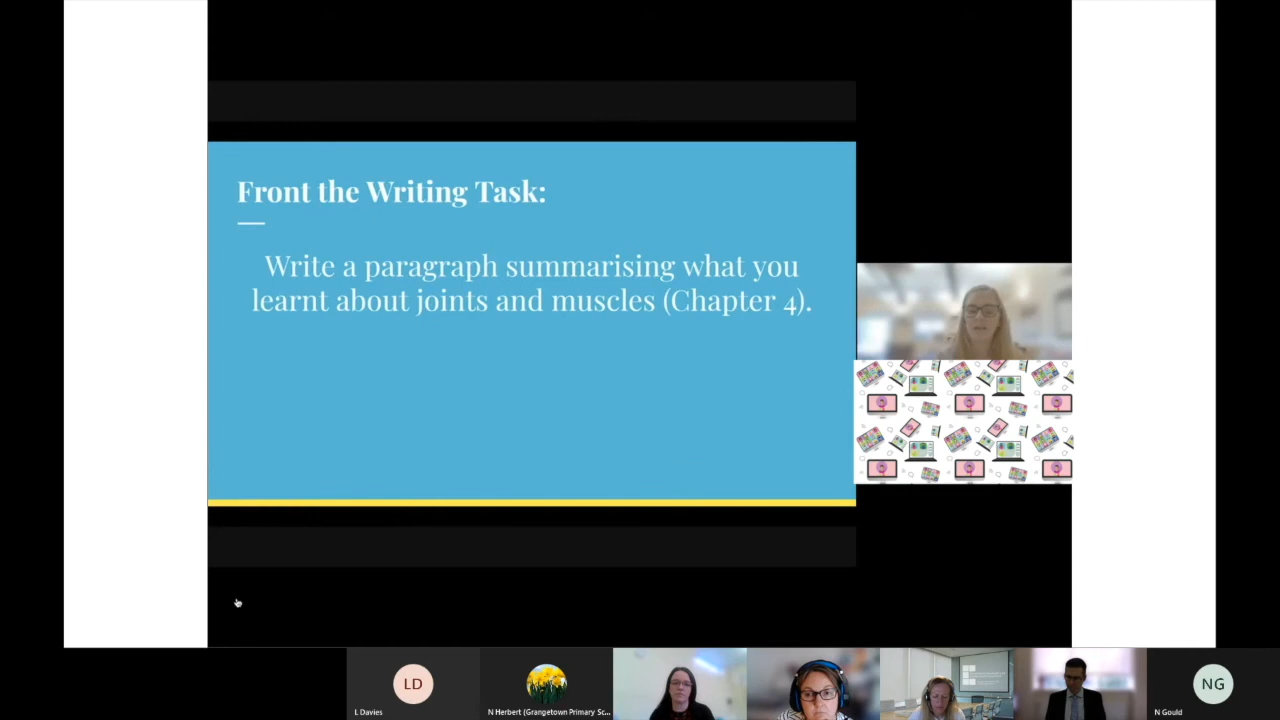 Front the Writing Task:
Write a paragraph summarising what you
learnt about joints and muscles (Chapter 4).
LD
L Davies
N Herbert (Grangetown Primary Sc...
NG
N Gould